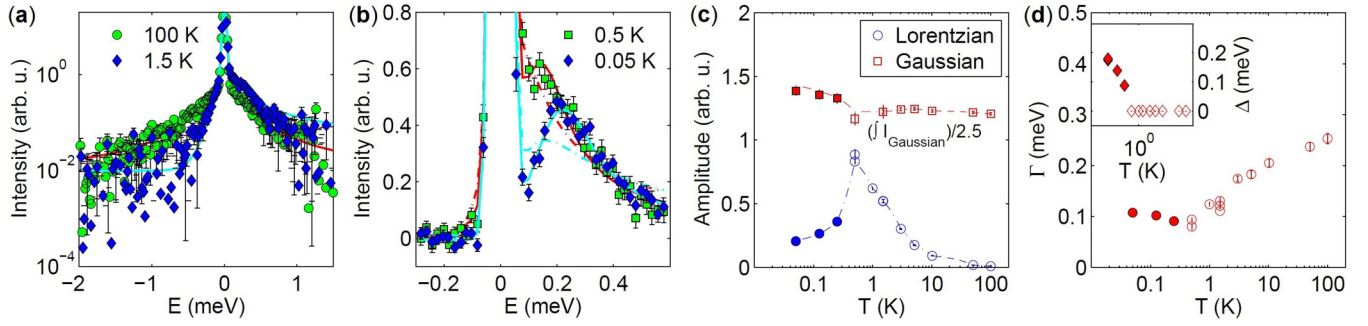 (a)
100 K
1.5 K
Intensity (arb. u.)
10^0
10^-2
10^-4
−2 −1 0 1
E (meV)
(b)
0.5 K
0.05 K
Intensity (arb. u.)
0.8
0.6
0.4
0.2
0
−0.2 0 0.2 0.4
E (meV)
(c)
Lorentzian
Gaussian
(∫ I_Gaussian)/2.5
Amplitude (arb. u.)
2
1.5
1
0.5
0
0.1 1 10 100
T (K)
(d)
Γ (meV)
0.5
0.4
0.3
0.2
0.1
0
0.1 1 10 100
T (K)
0.2
0.1
0
Δ (meV)
10^0
T (K)